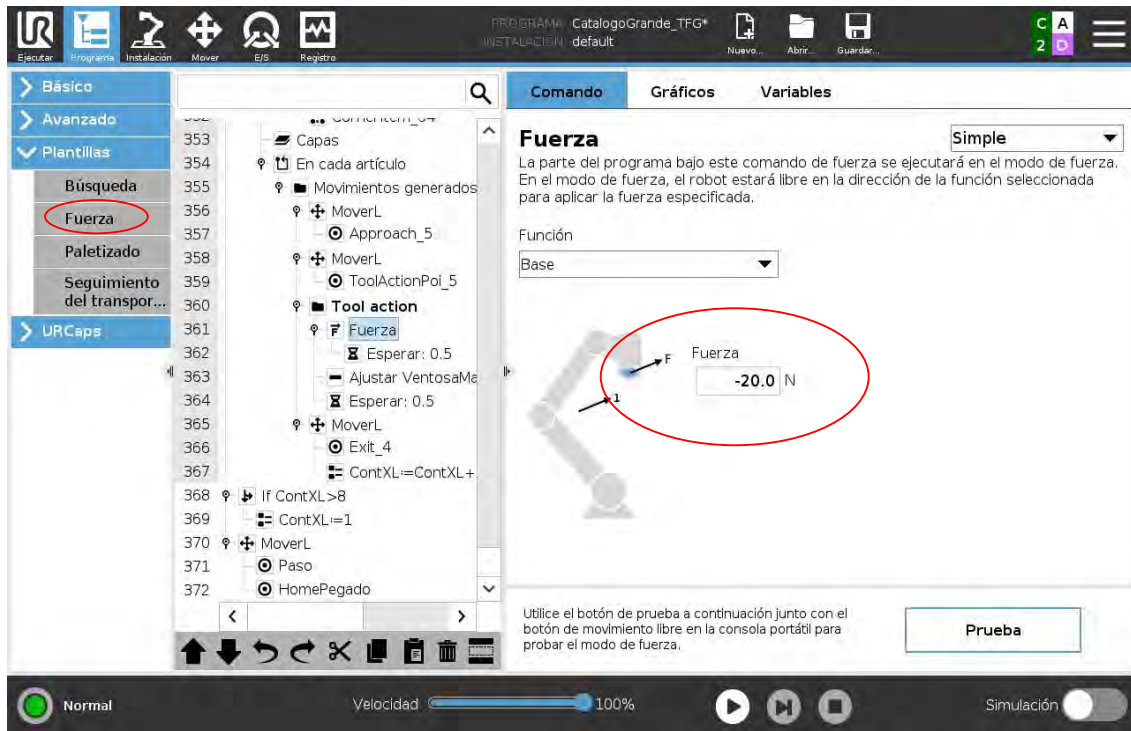 UR
PROGRAMA CatalogoGrande_TFG*
INSTALACIÓN default
C A
2 D
Ejecutar Programa Instalación Mover E/S Registro Nuevo... Abrir... Guardar...
Básico
Avanzado
Plantillas
Búsqueda
Fuerza
Paletizado
Seguimiento
del transpor...
URCaps
353 Capas
354 En cada artículo
355 Movimientos generados
356 MoverL
357 Approach_5
358 MoverL
359 ToolActionPoi_5
360 Tool action
361 Fuerza
362 Esperar: 0.5
363 Ajustar VentosaMa
364 Esperar: 0.5
365 MoverL
366 Exit_4
367 ContXL:=ContXL+
368 If ContXL>8
369 ContXL:=1
370 MoverL
371 Paso
372 HomePegado
Comando Gráficos Variables
Fuerza Simple
La parte del programa bajo este comando de fuerza se ejecutará en el modo de fuerza.
En el modo de fuerza, el robot estará libre en la dirección de la función seleccionada
para aplicar la fuerza especificada.
Función
Base
F
1
Fuerza
-20.0 N
Utilice el botón de prueba a continuación junto con el
botón de movimiento libre en la consola portátil para
probar el modo de fuerza.
Prueba
Normal Velocidad 100% Simulación